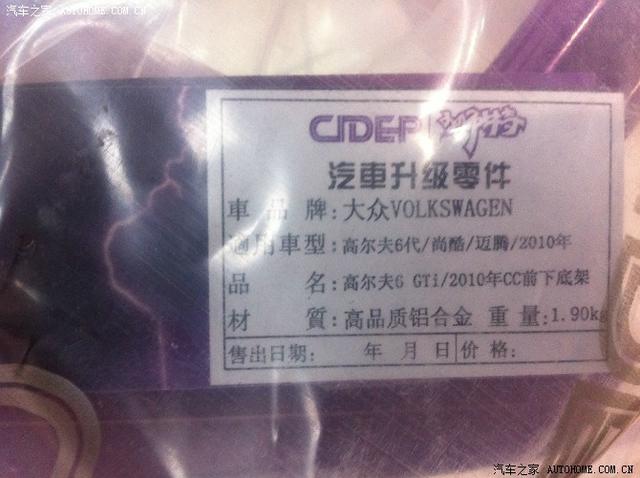 汽车之家 AUTOHOME.COM.CN
汽車升级零件
車品牌:大众VOLKSWAGEN
適用車型:高尔夫6代/尚酷/迈腾/2010年
品名:高尔夫6 GTi/2010年CC前下底架
材質:高品质铝合金 重量:1.90kg
售出日期: 年 月 日 价格:
汽车之家 AUTOHOME.COM.CN